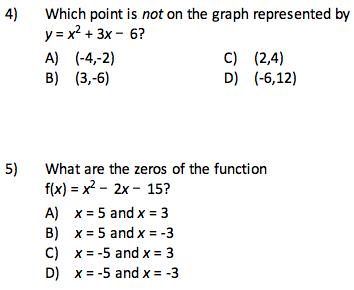 4) Which point is not on the graph represented by
y = x² + 3x – 6?
A) (-4,-2) C) (2,4)
B) (3,-6) D) (-6,12)
5) What are the zeros of the function
f(x) = x² – 2x – 15?
A) x = 5 and x = 3
B) x = 5 and x = -3
C) x = -5 and x = 3
D) x = -5 and x = -3